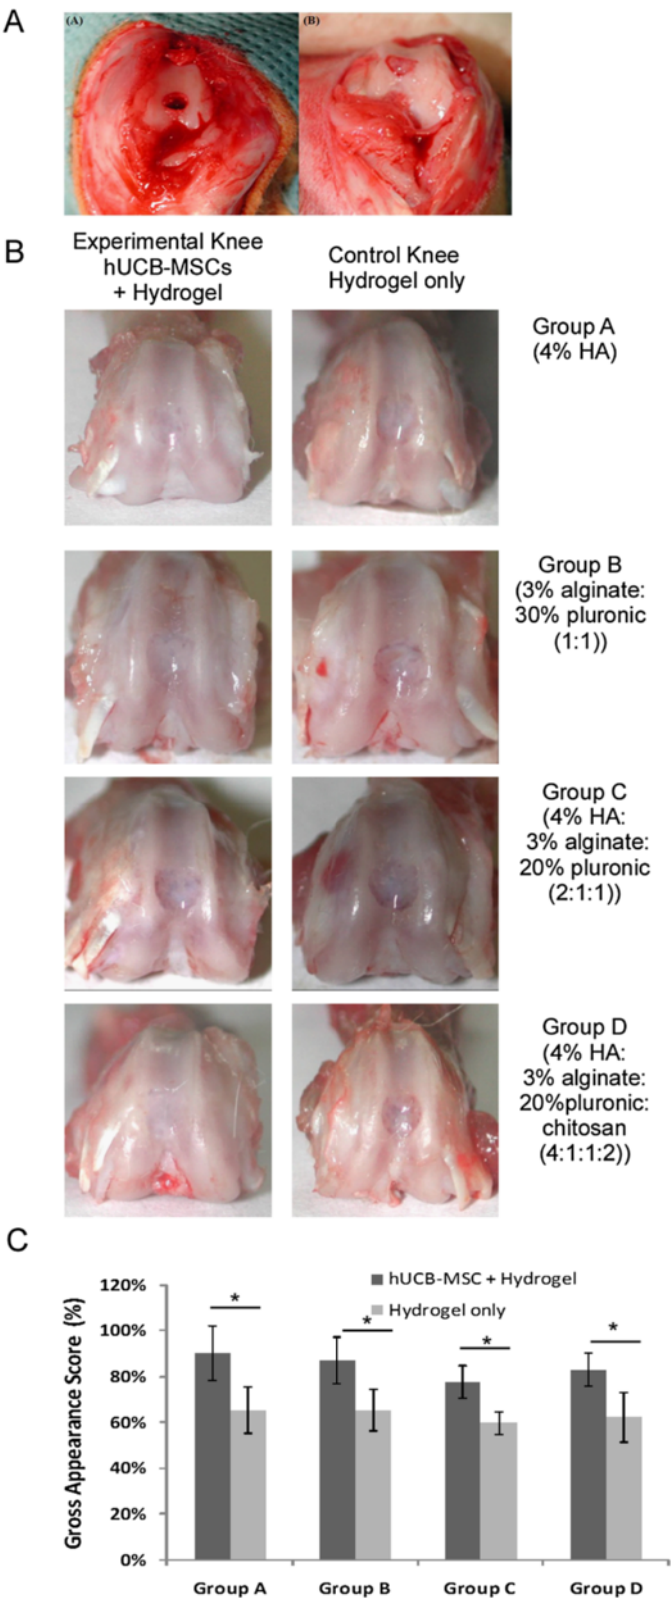 A
(A)
(B)
B
Experimental Knee
hUCB-MSCs
+ Hydrogel
Control Knee
Hydrogel only
Group A
(4% HA)
Group B
(3% alginate:
30% pluronic
(1:1))
Group C
(4% HA:
3% alginate:
20% pluronic
(2:1:1))
Group D
(4% HA:
3% alginate:
20%pluronic:
chitosan
(4:1:1:2))
C
Gross Appearance Score (%)
120%
100%
80%
60%
40%
20%
0%
hUCB-MSC + Hydrogel
Hydrogel only
*
*
*
*
Group A
Group B
Group C
Group D